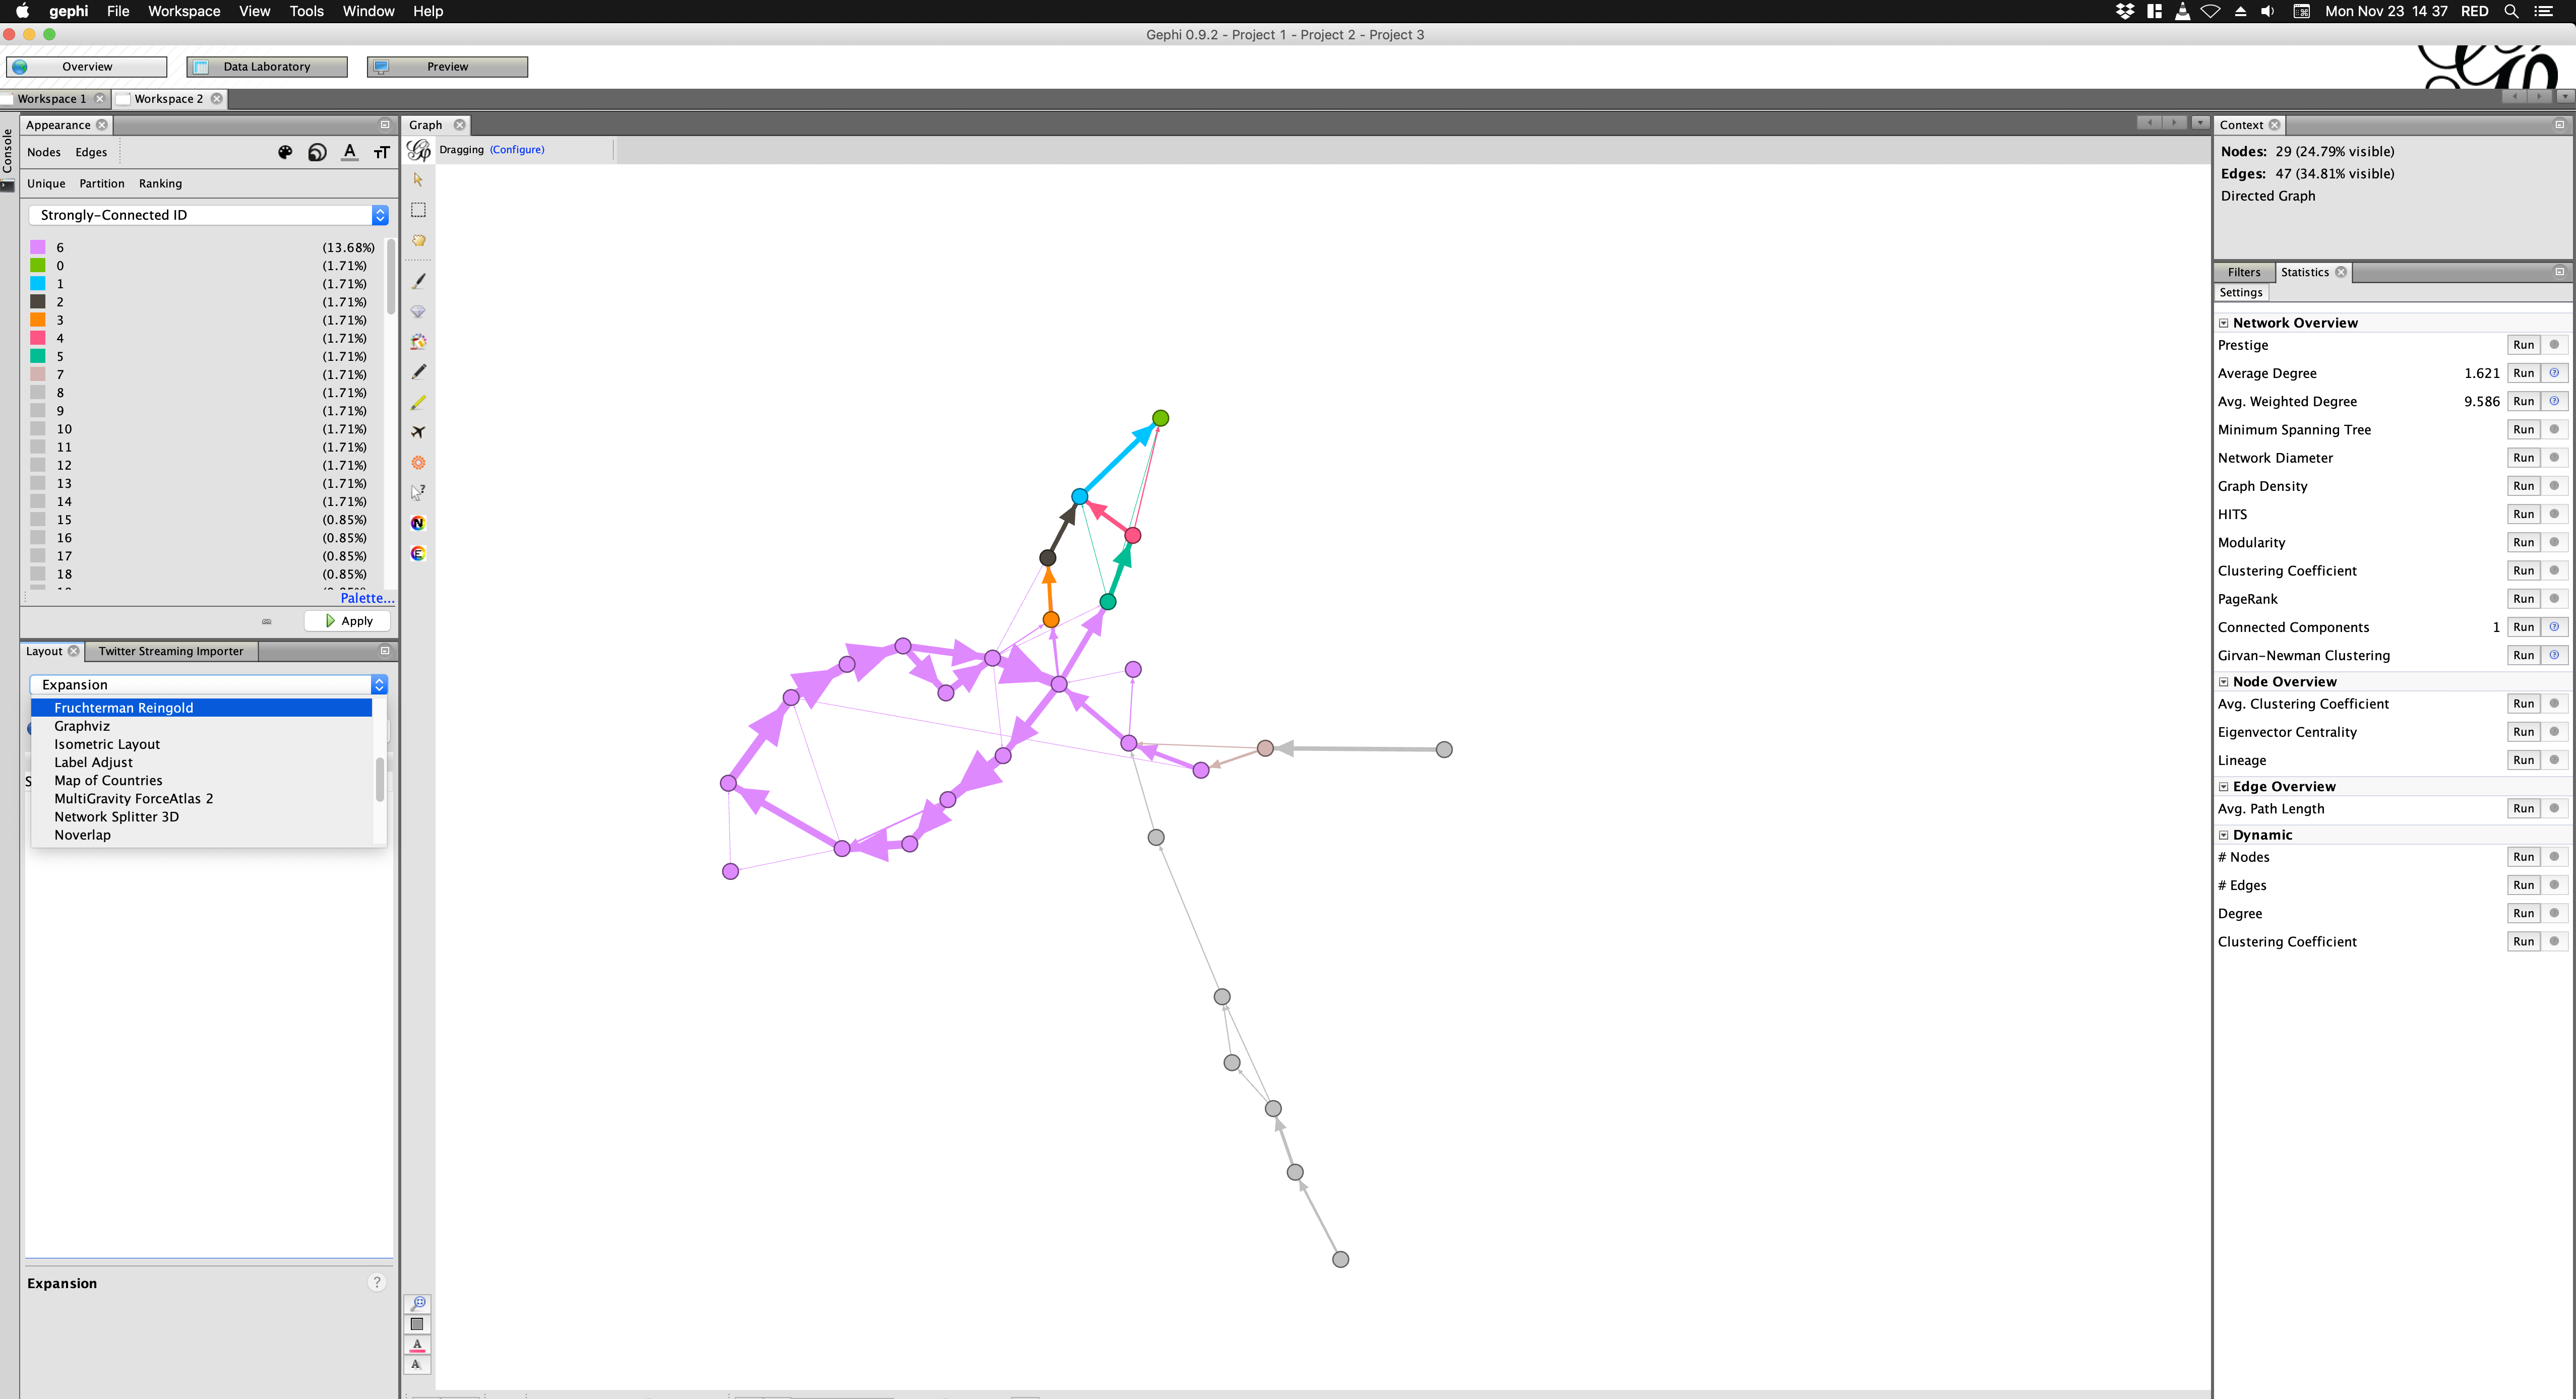 gephi File Workspace View Tools Window Help Mon Nov 23 14 37 RED
Gephi 0.9.2 - Project 1 - Project 2 - Project 3
Overview Data Laboratory Preview
Workspace 1 Workspace 2
Console
Appearance
Nodes Edges
Unique Partition Ranking
Strongly-Connected ID
6 (13.68%)
0 (1.71%)
1 (1.71%)
2 (1.71%)
3 (1.71%)
4 (1.71%)
5 (1.71%)
7 (1.71%)
8 (1.71%)
9 (1.71%)
10 (1.71%)
11 (1.71%)
12 (1.71%)
13 (1.71%)
14 (1.71%)
15 (0.85%)
16 (0.85%)
17 (0.85%)
18 (0.85%)
Palette...
Apply
Layout Twitter Streaming Importer
Expansion
Fruchterman Reingold
Graphviz
Isometric Layout
Label Adjust
Map of Countries
MultiGravity ForceAtlas 2
Network Splitter 3D
Noverlap
Expansion
Graph
Dragging (Configure)
Context
Nodes: 29 (24.79% visible)
Edges: 47 (34.81% visible)
Directed Graph
Filters Statistics
Settings
Network Overview
Prestige Run
Average Degree 1.621 Run
Avg. Weighted Degree 9.586 Run
Minimum Spanning Tree Run
Network Diameter Run
Graph Density Run
HITS Run
Modularity Run
Clustering Coefficient Run
PageRank Run
Connected Components 1 Run
Girvan-Newman Clustering Run
Node Overview
Avg. Clustering Coefficient Run
Eigenvector Centrality Run
Lineage Run
Edge Overview
Avg. Path Length Run
Dynamic
# Nodes Run
# Edges Run
Degree Run
Clustering Coefficient Run